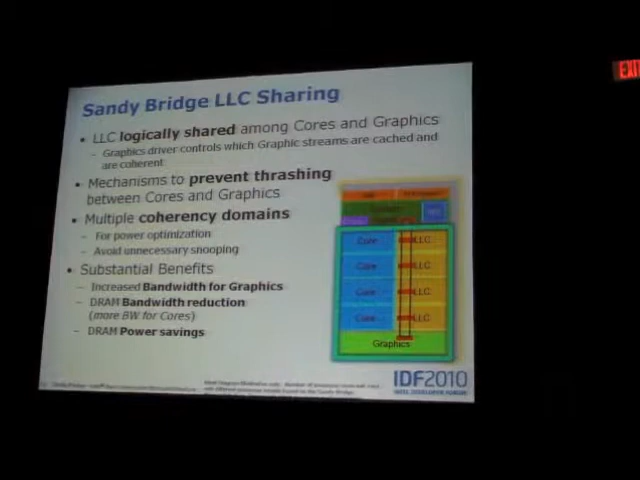 EXIT
Sandy Bridge LLC Sharing
• LLC logically shared among Cores and Graphics
– Graphics driver controls which Graphic streams are cached and
are coherent
• Mechanisms to prevent thrashing
between Cores and Graphics
• Multiple coherency domains
– For power optimization
– Avoid unnecessary snooping
• Substantial Benefits
– Increased Bandwidth for Graphics
– DRAM Bandwidth reduction
(more BW for Cores)
– DRAM Power savings
Core LLC
Core LLC
Core LLC
Core LLC
Graphics
IDF2010
INTEL DEVELOPER FORUM